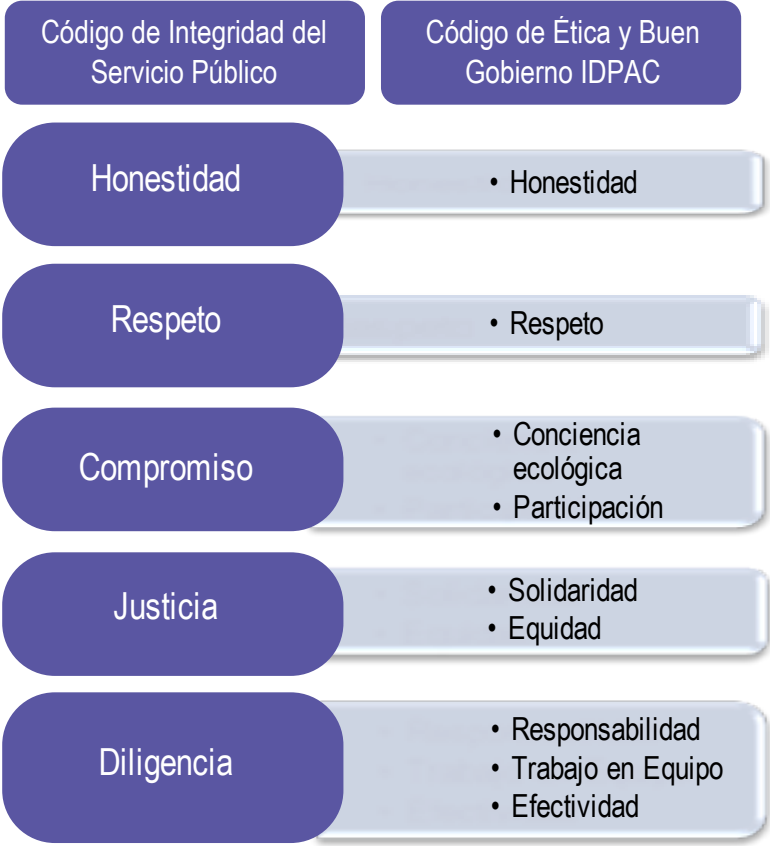 Código de Integridad del
Servicio Público
Código de Ética y Buen
Gobierno IDPAC
Honestidad
• Honestidad
Respeto
• Respeto
Compromiso
• Conciencia
ecológica
• Participación
Justicia
• Solidaridad
• Equidad
Diligencia
• Responsabilidad
• Trabajo en Equipo
• Efectividad